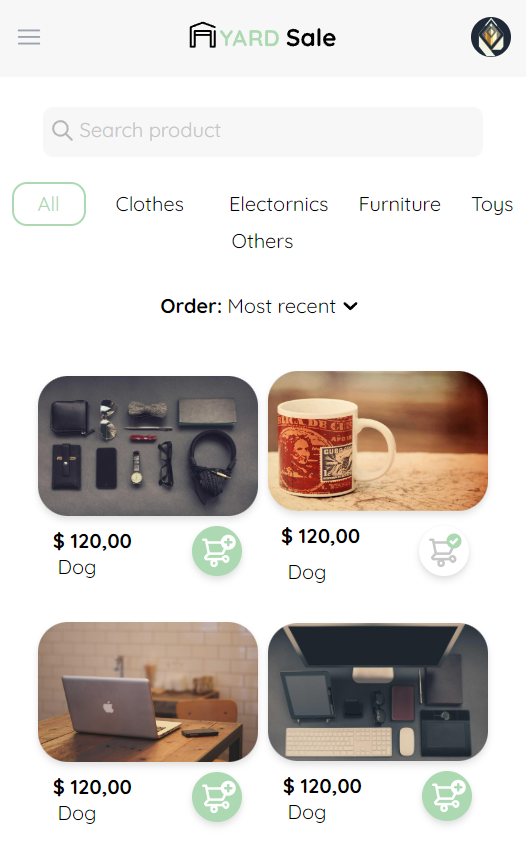 YARD Sale
Search product
All Clothes Electornics Furniture Toys
Others
Order: Most recent
$ 120,00
Dog
$ 120,00
Dog
$ 120,00
Dog
$ 120,00
Dog